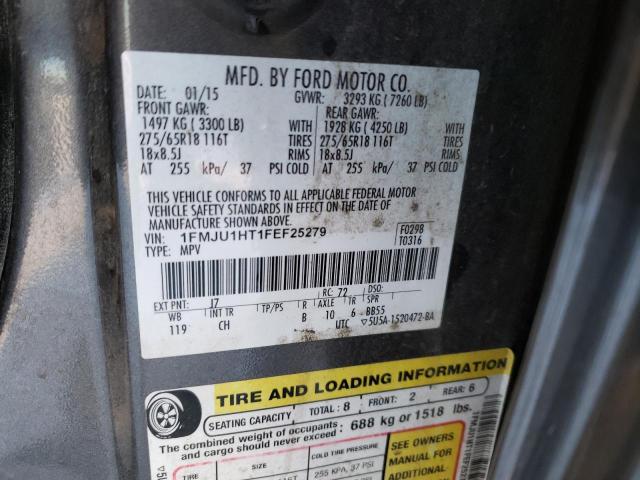 MFD. BY FORD MOTOR CO.
DATE: 01/15 GVWR: 3293 KG ( 7260 LB)
FRONT GAWR: REAR GAWR:
1497 KG ( 3300 LB) WITH 1928 KG ( 4250 LB) WITH
275/65R18 116T TIRES 275/65R18 116T TIRES
18x8.5J RIMS 18x8.5J RIMS
AT 255 kPa/ 37 PSI COLD AT 255 kPa/ 37 PSI COLD
THIS VEHICLE CONFORMS TO ALL APPLICABLE FEDERAL MOTOR
VEHICLE SAFETY STANDARDS IN EFFECT ON THE DATE OF
MANUFACTURE SHOWN ABOVE.
VIN: 1FMJU1HT1FEF25279 F0298
TYPE: MPV T0316
EXT PNT: J7 RC: 72 DSO:
WB INT TR TP/PS R AXLE TR SPR
119 CH B 10 6 BB55
UTC ▽5U5A-1520472-BA
TIRE AND LOADING INFORMATION
SEATING CAPACITY TOTAL: 8 FRONT: 2 REAR: 6
The combined weight of occupants
and cargo should never exceed: 688 kg or 1518 lbs.
TIRE SIZE COLD TIRE PRESSURE SEE OWNERS
255 KPA, 37 PSI MANUAL FOR
ADDITIONAL